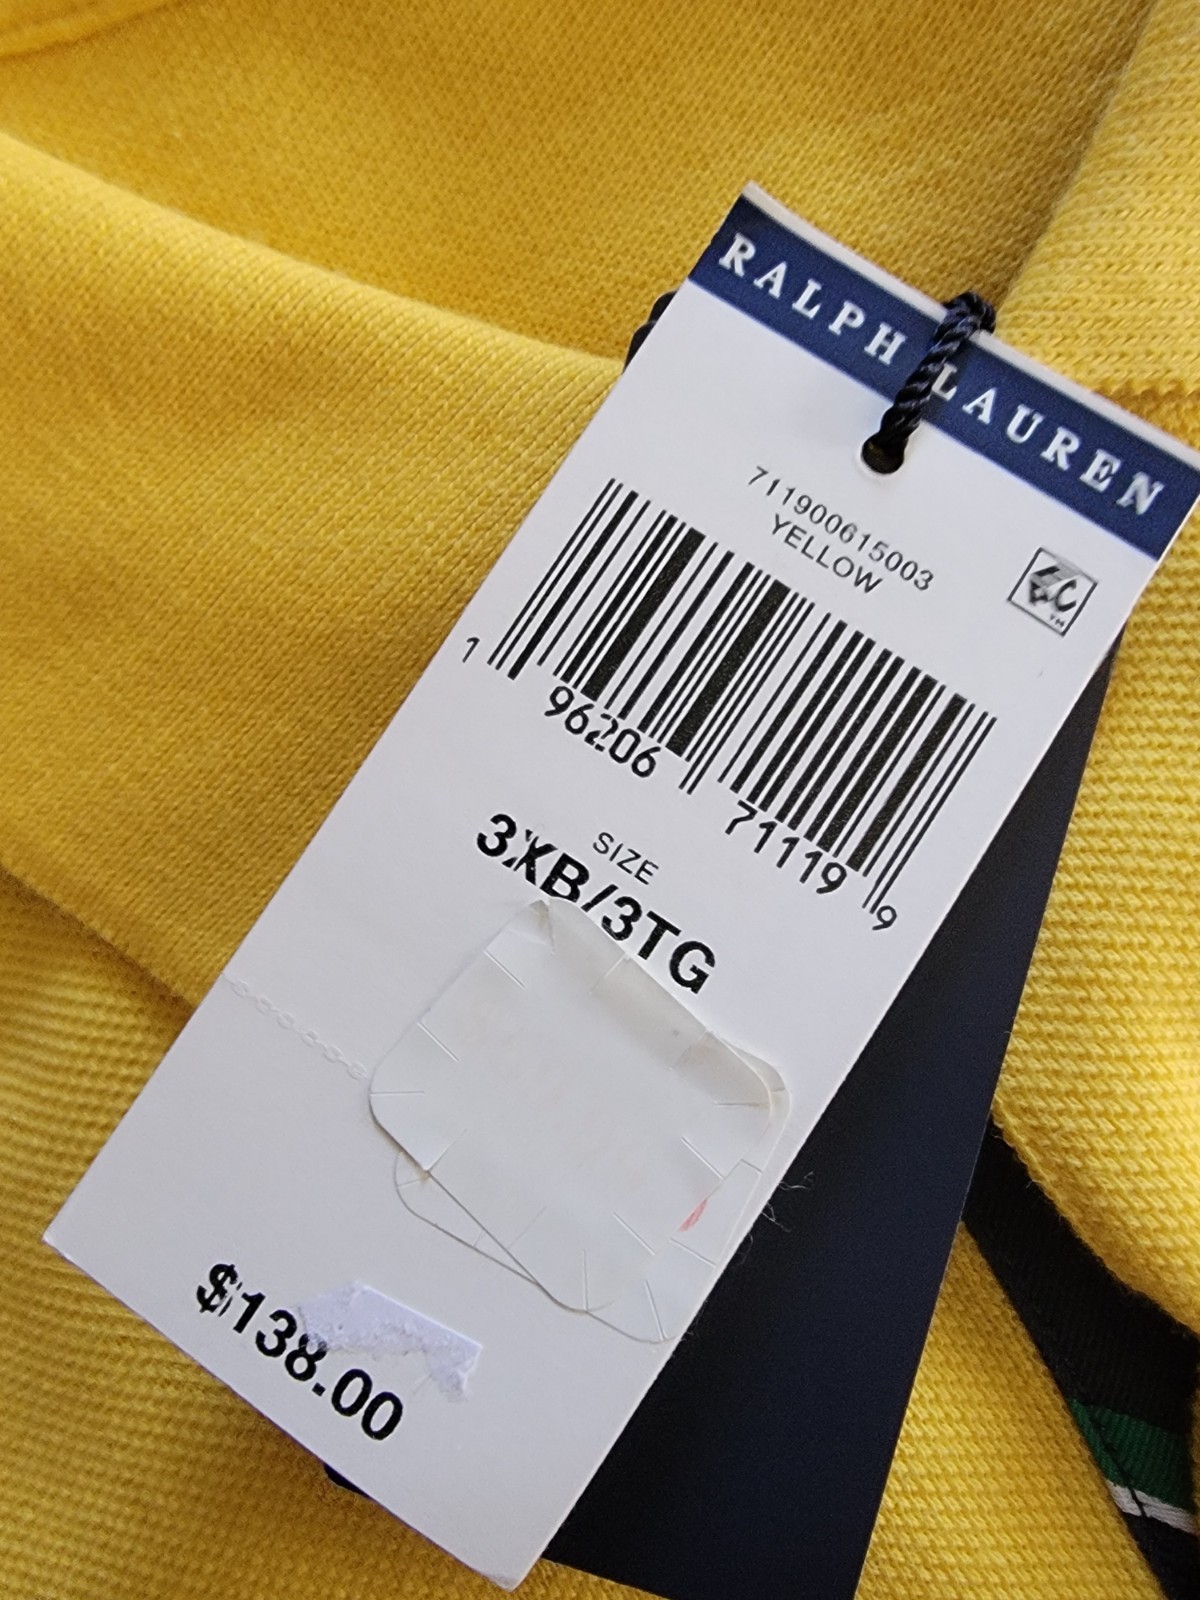 RALPH LAUREN
711900615003
YELLOW
1 96206 71119 9
SIZE
3XB/3TG
$138.00